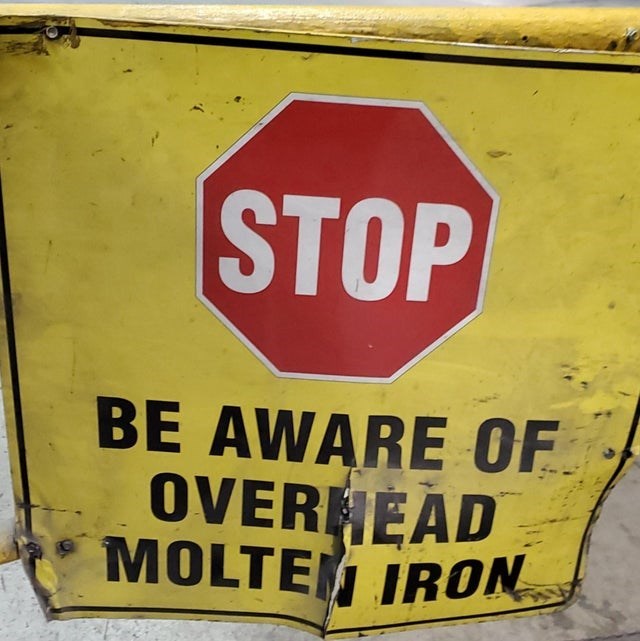 STOP
BE AWARE OF
OVERHEAD
MOLTEN IRON